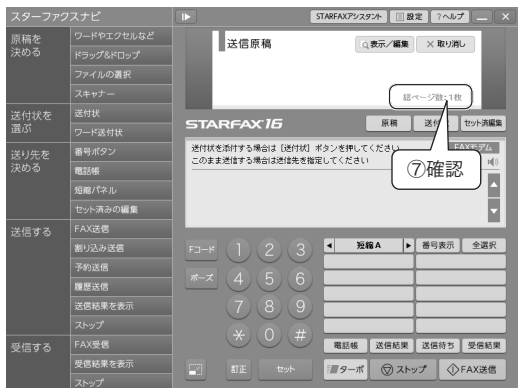 スターファクスナビ
STARFAXアシスタント
設定
?ヘルプ
原稿を決める
ワードやエクセルなど
ドラッグ&ドロップ
ファイルの選択
スキャナー
送付状を選ぶ
送付状
ワード送付状
送り先を決める
番号ボタン
電話帳
短縮パネル
セット済みの編集
送信する
FAX送信
割り込み送信
予約送信
履歴送信
送信結果を表示
ストップ
受信する
FAX受信
受信結果を表示
ストップ
送信原稿
表示/編集
取り消し
総ページ数:1枚
STARFAX16
原稿
送付
セット済編集
送付状を添付する場合は [送付状] ボタンを押してください
このまま送信する場合は送信先を指定してください
FAXモデム
⑦確認
Fコード
1
2
3
ポーズ
4
5
6
7
8
9
*
0
#
訂正
セット
短縮 A
番号表示
全選択
電話帳
送信結果
送信待ち
受信結果
ターボ
ストップ
FAX送信